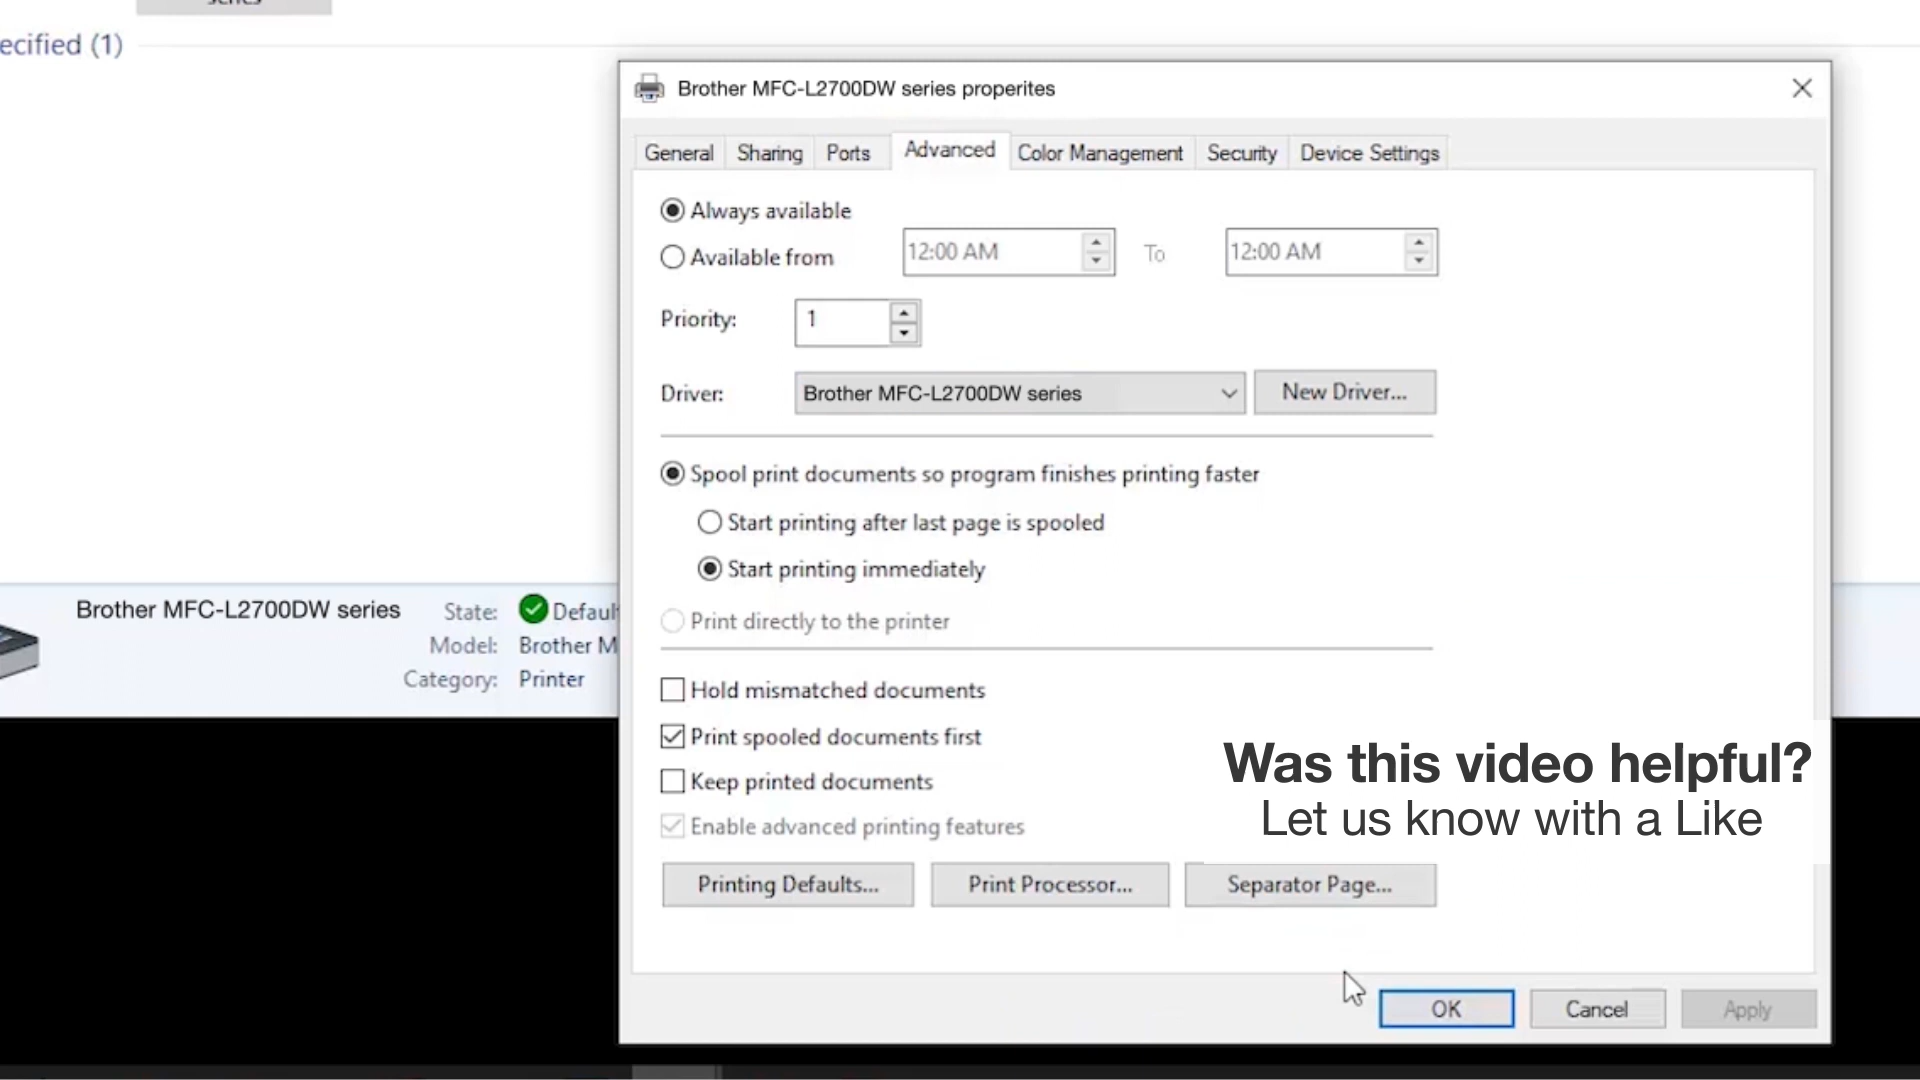 ecified (1)
Brother MFC-L2700DW series properites
General
Sharing
Ports
Advanced
Color Management
Security
Device Settings
Always available
Available from
12:00 AM
To
12:00 AM
Priority:
1
Driver:
Brother MFC-L2700DW series
New Driver...
Spool print documents so program finishes printing faster
Start printing after last page is spooled
Start printing immediately
Print directly to the printer
Hold mismatched documents
Print spooled documents first
Keep printed documents
Enable advanced printing features
Printing Defaults...
Print Processor...
Separator Page...
OK
Cancel
Apply
Brother MFC-L2700DW series
State:
Defaul
Model:
Brother M
Category:
Printer
Was this video helpful?
Let us know with a Like